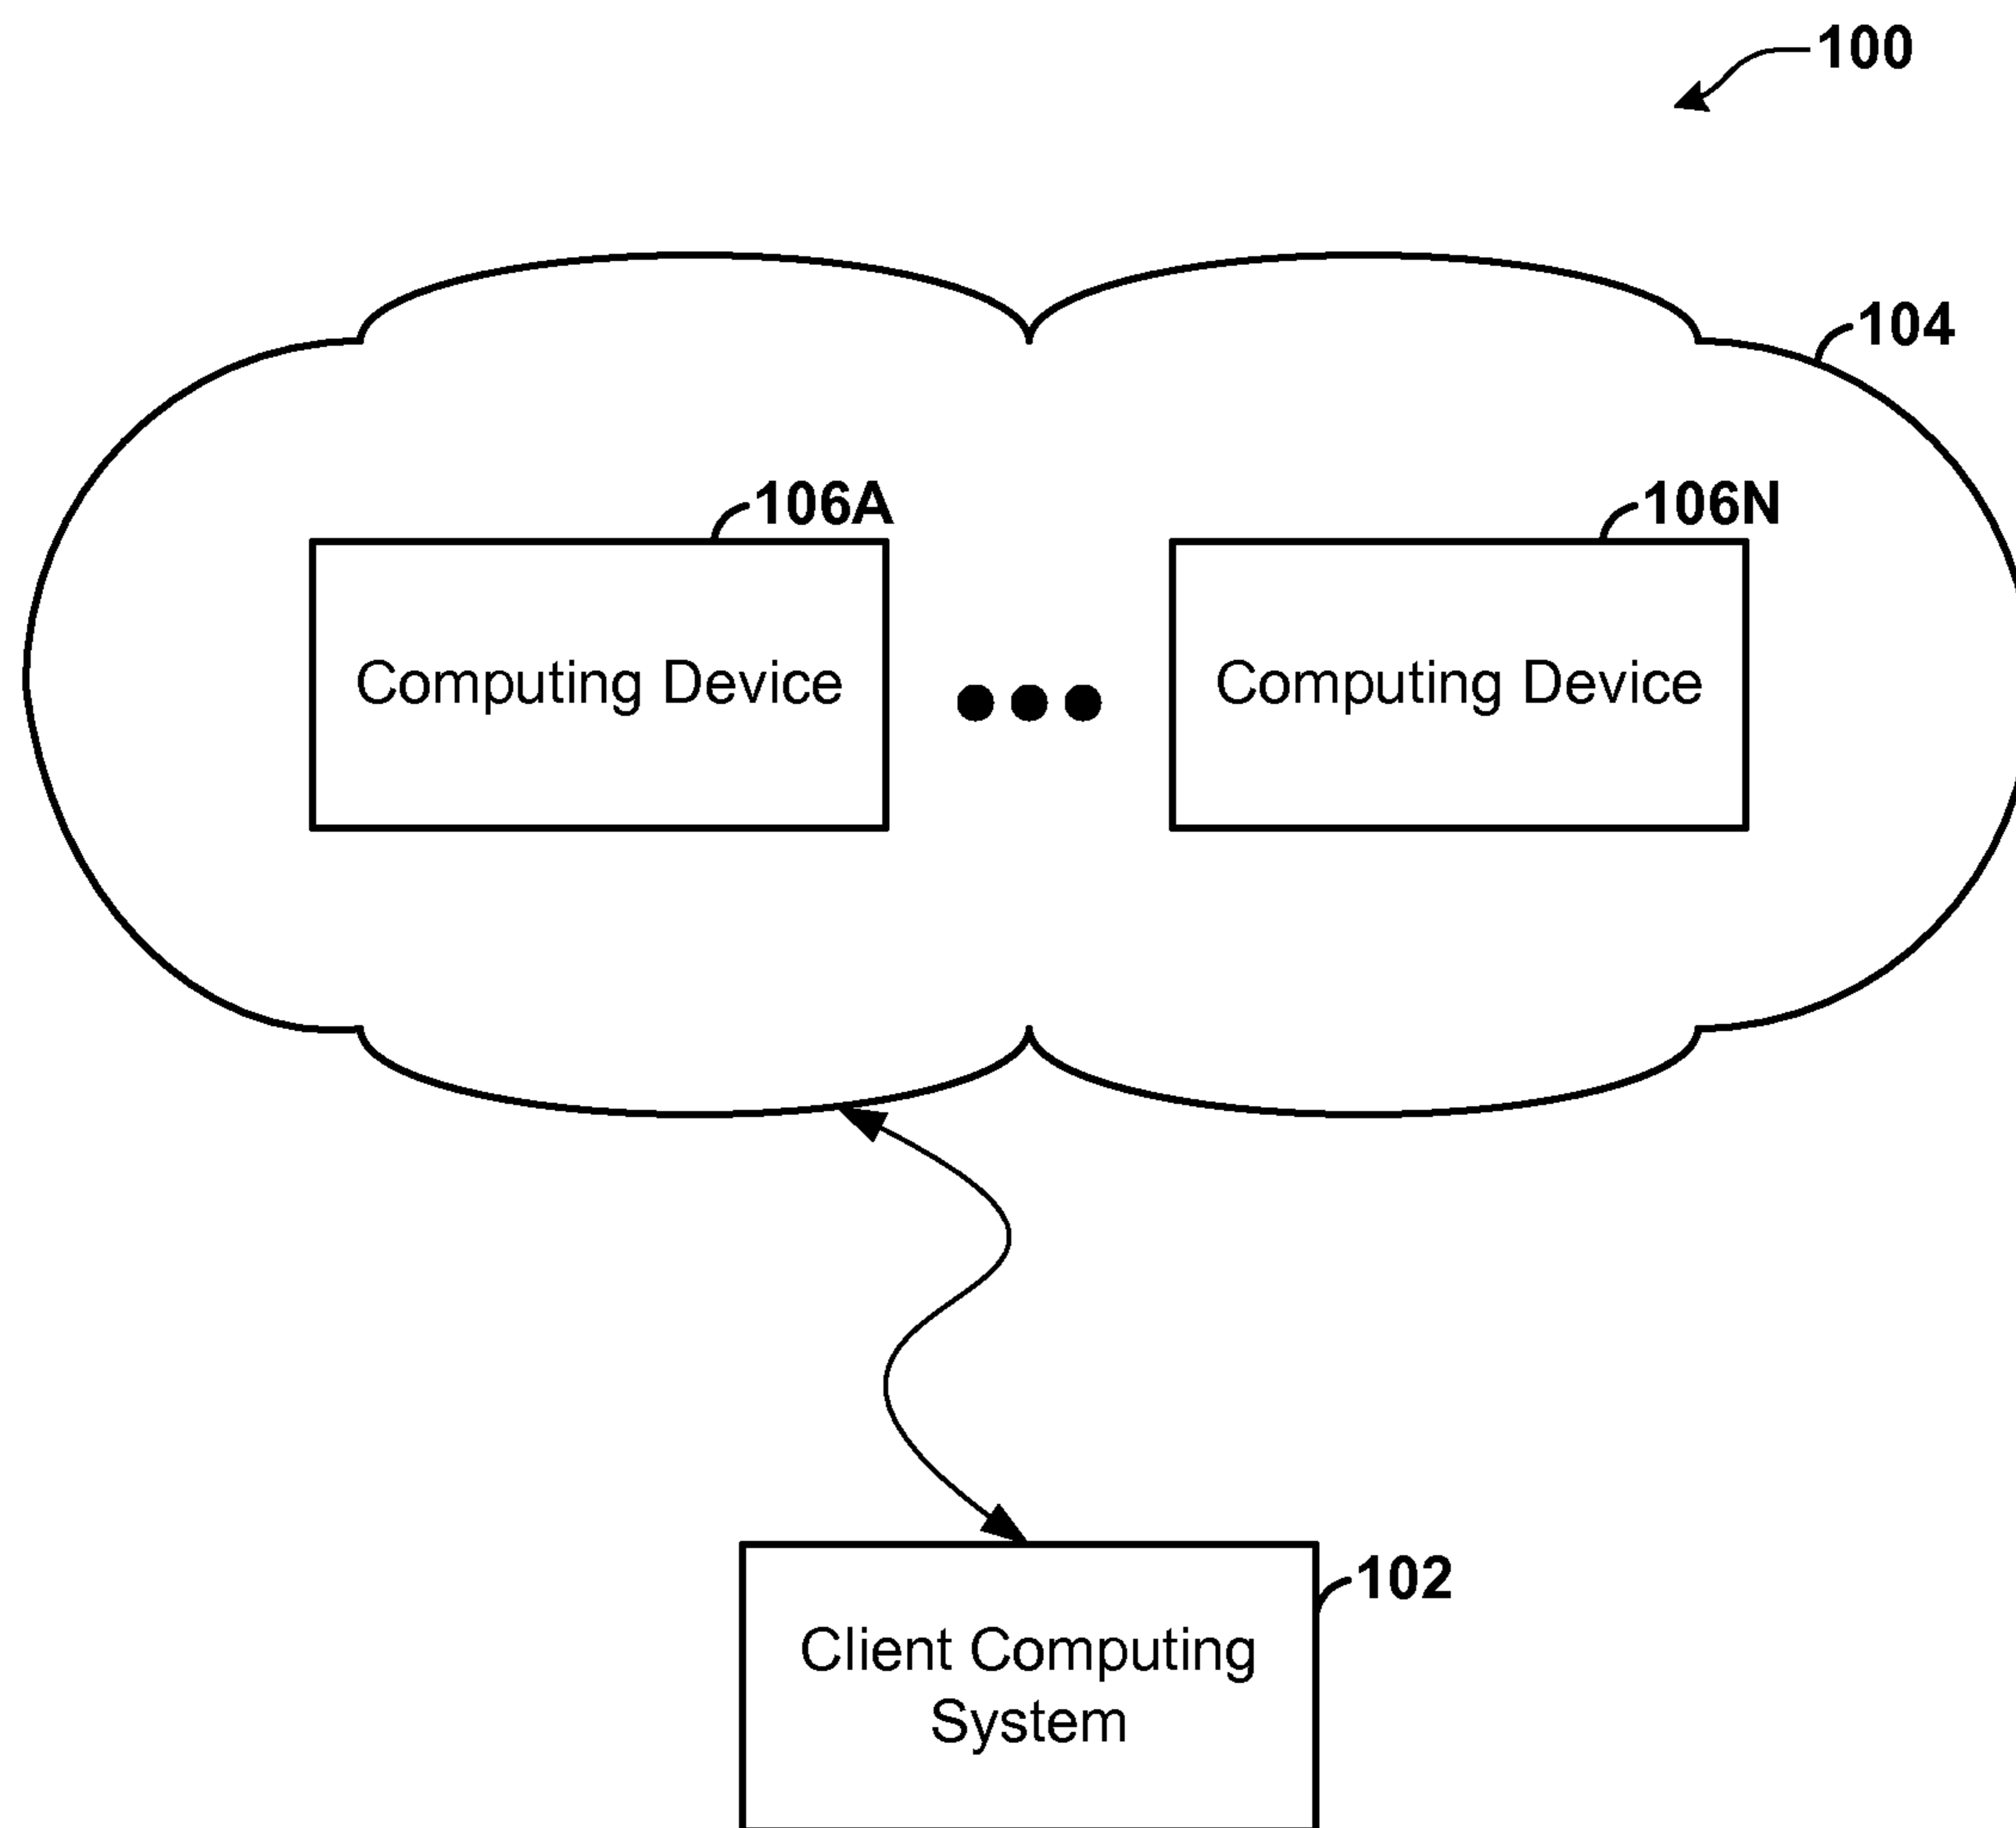 100
104
106A
106N
Computing Device
Computing Device
102
Client Computing
System